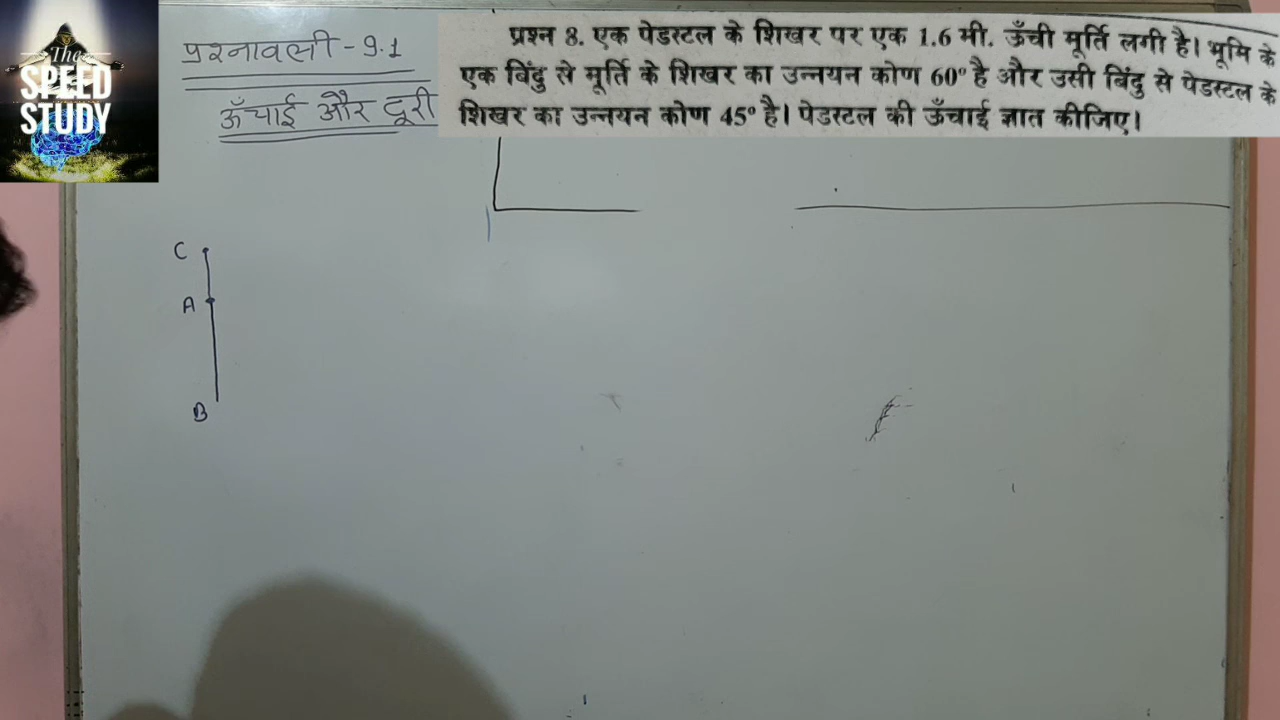 The
SPEED
STUDY
प्रश्नावली - 9.1
ऊँचाई और दूरी
प्रश्न 8. एक पेडस्टल के शिखर पर एक 1.6 मी. ऊँची मूर्ति लगी है। भूमि के
एक बिंदु से मूर्ति के शिखर का उन्नयन कोण 60° है और उसी बिंदु से पेडस्टल के
शिखर का उन्नयन कोण 45° है। पेडस्टल की ऊँचाई ज्ञात कीजिए।
C
A
B